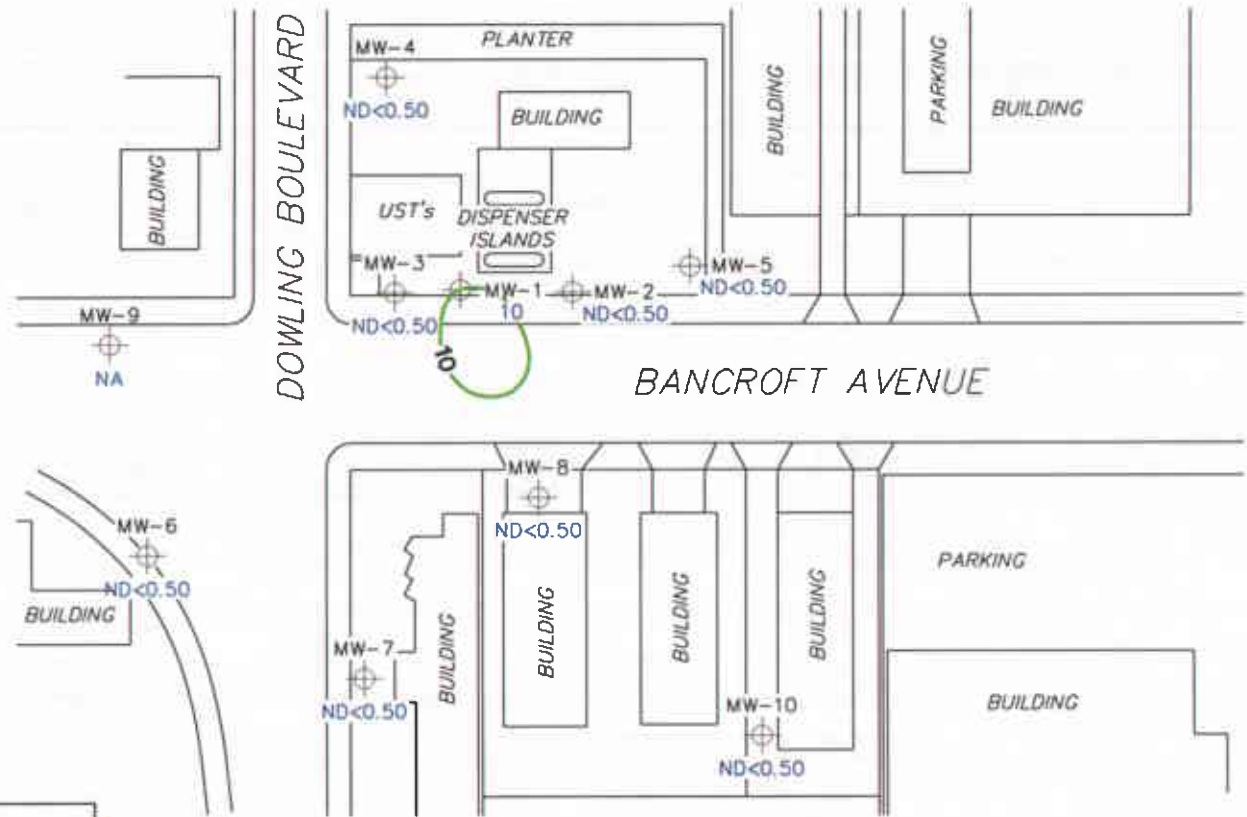 DOWLING BOULEVARD
PLANTER
MW-4
ND<0.50
BUILDING
BUILDING
PARKING
BUILDING
BUILDING
UST's
DISPENSER
ISLANDS
MW-3
ND<0.50
MW-1
10
MW-2
ND<0.50
MW-5
ND<0.50
MW-9
NA
10
BANCROFT AVENUE
MW-8
ND<0.50
MW-6
ND<0.50
BUILDING
PARKING
BUILDING
BUILDING
BUILDING
BUILDING
MW-7
ND<0.50
MW-10
ND<0.50
BUILDING